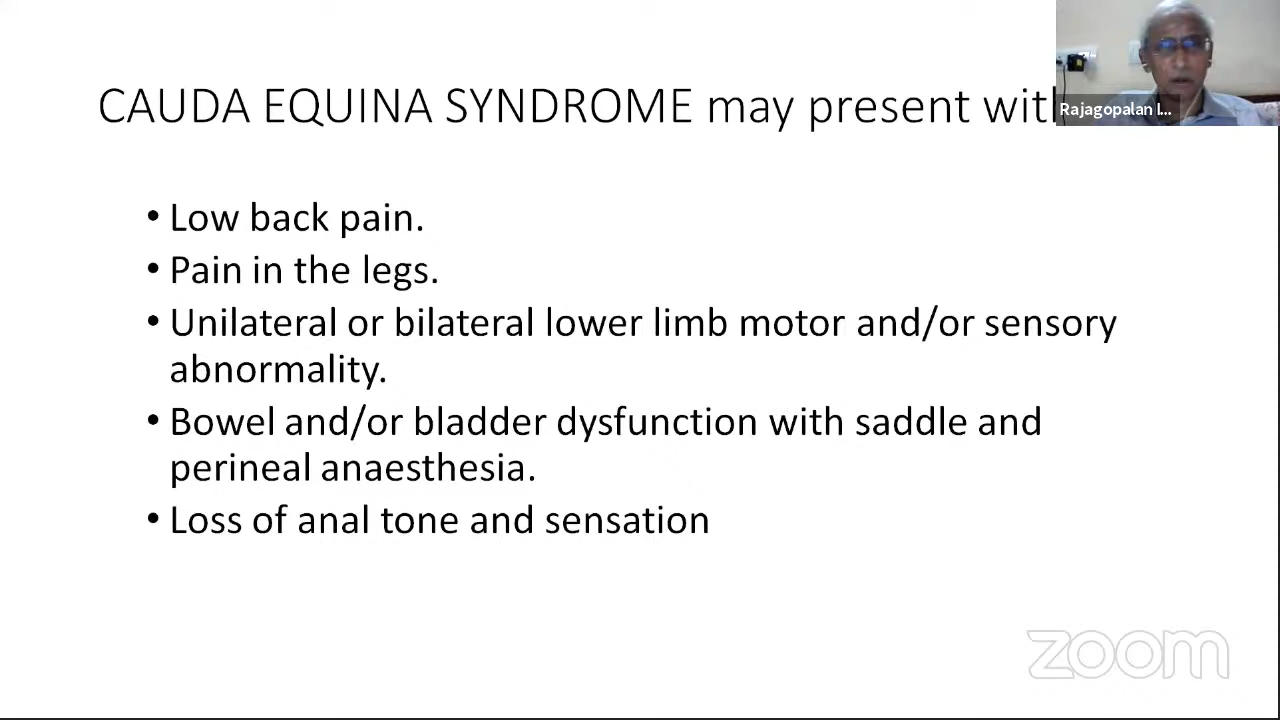 CAUDA EQUINA SYNDROME may present wit
Rajagopalan I...
• Low back pain.
• Pain in the legs.
• Unilateral or bilateral lower limb motor and/or sensory
abnormality.
• Bowel and/or bladder dysfunction with saddle and
perineal anaesthesia.
• Loss of anal tone and sensation
zoom